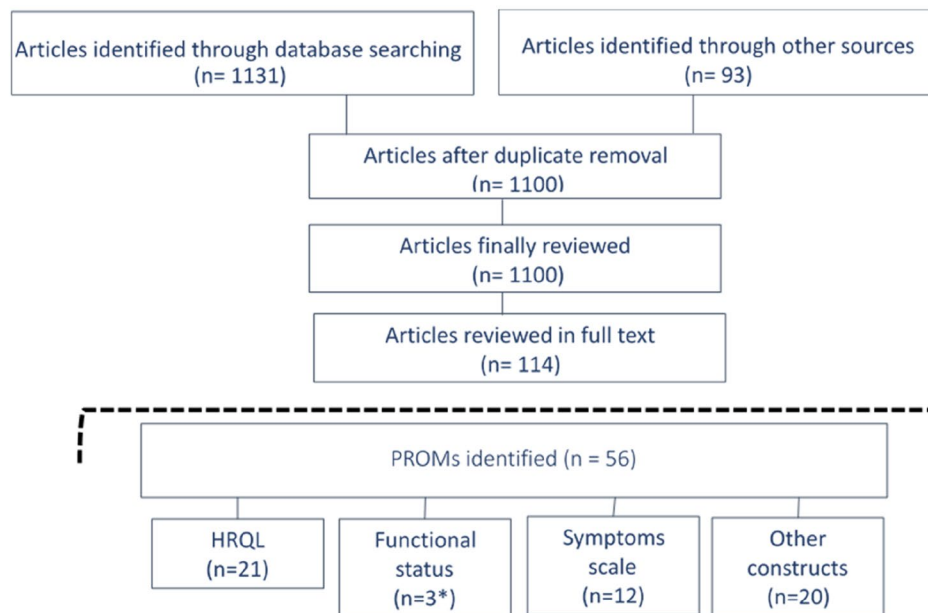 Articles identified through database searching
(n= 1131)
Articles identified through other sources
(n= 93)
Articles after duplicate removal
(n= 1100)
Articles finally reviewed
(n= 1100)
Articles reviewed in full text
(n= 114)
PROMs identified (n = 56)
HRQL
(n=21)
Functional
status
(n=3*)
Symptoms
scale
(n=12)
Other
constructs
(n=20)